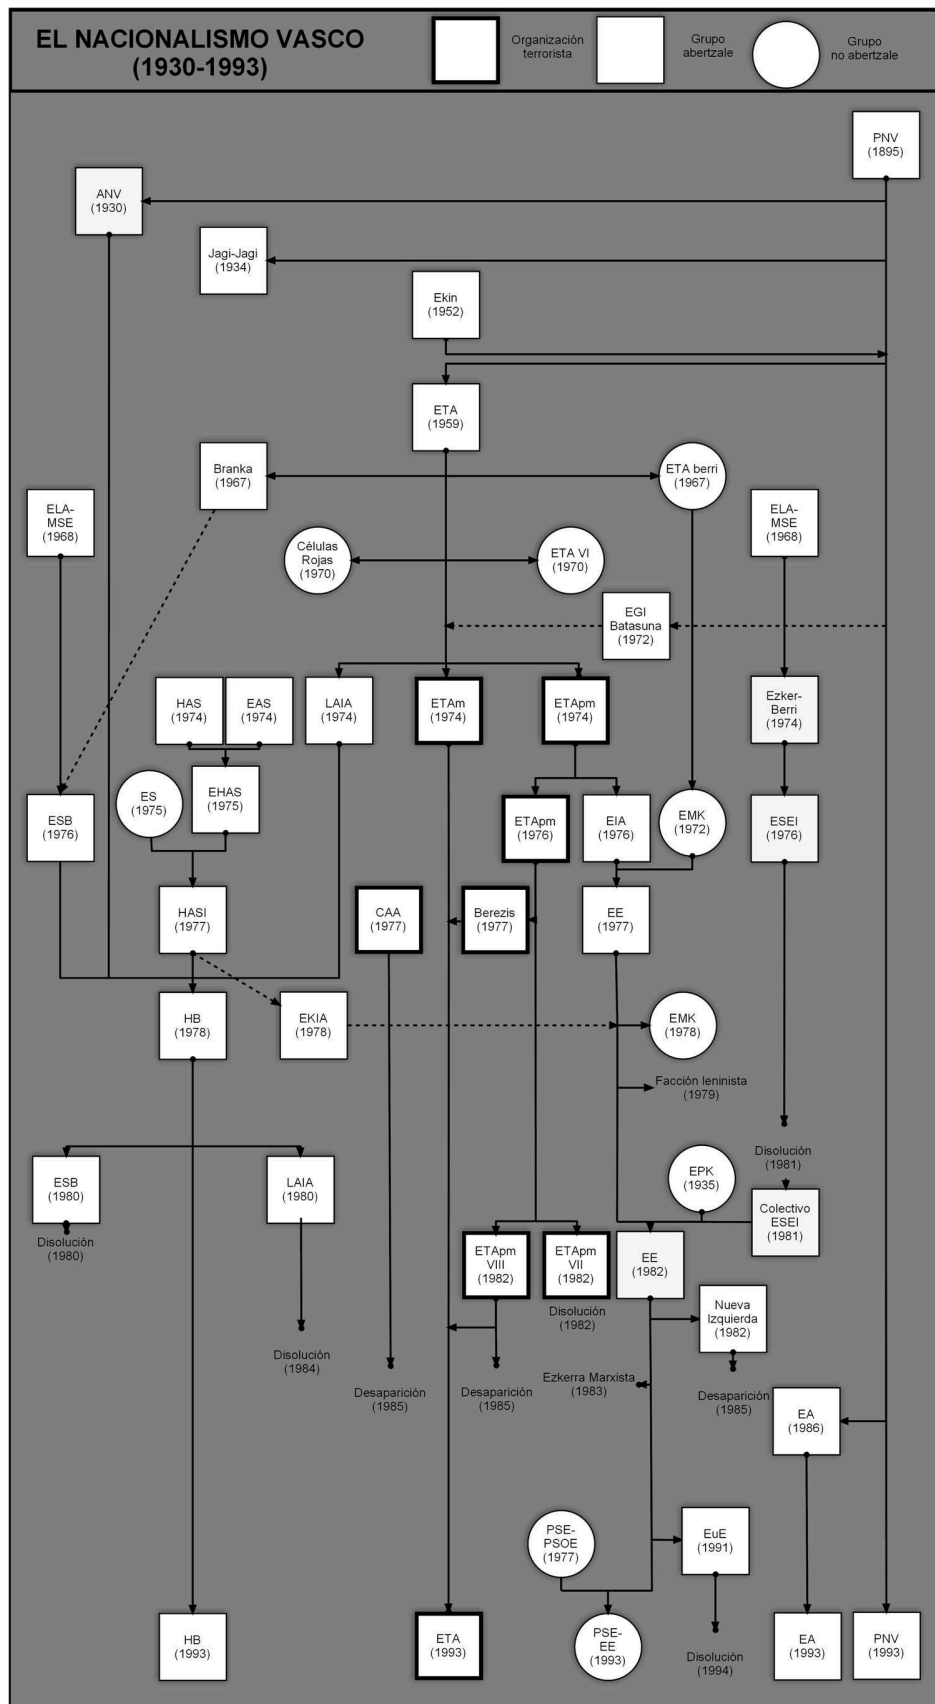 EL NACIONALISMO VASCO
(1930-1993)
Organización
terrorista
Grupo
abertzale
Grupo
no abertzale
PNV
(1895)
ANV
(1930)
Jagi-Jagi
(1934)
Ekin
(1952)
ETA
(1959)
Branka
(1967)
ETA berri
(1967)
ELA-
MSE
(1968)
ELA-
MSE
(1968)
Células
Rojas
(1970)
ETA VI
(1970)
EGI
Batasuna
(1972)
HAS
(1974)
EAS
(1974)
LAIA
(1974)
ETAm
(1974)
ETApm
(1974)
Ezker-
Berri
(1974)
ESB
(1976)
ES
(1975)
EHAS
(1975)
ETApm
(1976)
EIA
(1976)
EMK
(1972)
ESEI
(1976)
HASI
(1977)
CAA
(1977)
Berezis
(1977)
EE
(1977)
HB
(1978)
EKIA
(1978)
EMK
(1978)
Facción leninista
(1979)
Disolución
(1981)
ESB
(1980)
LAIA
(1980)
EPK
(1935)
Colectivo
ESEI
(1981)
Disolución
(1980)
ETApm
VIII
(1982)
ETApm
VII
(1982)
EE
(1982)
Disolución
(1982)
Nueva
Izquierda
(1982)
Disolución
(1984)
Desaparición
(1985)
Desaparición
(1985)
Ezkerra Marxista
(1983)
Desaparición
(1985)
EA
(1986)
PSE-
PSOE
(1977)
EuE
(1991)
HB
(1993)
ETA
(1993)
PSE-
EE
(1993)
Disolución
(1994)
EA
(1993)
PNV
(1993)